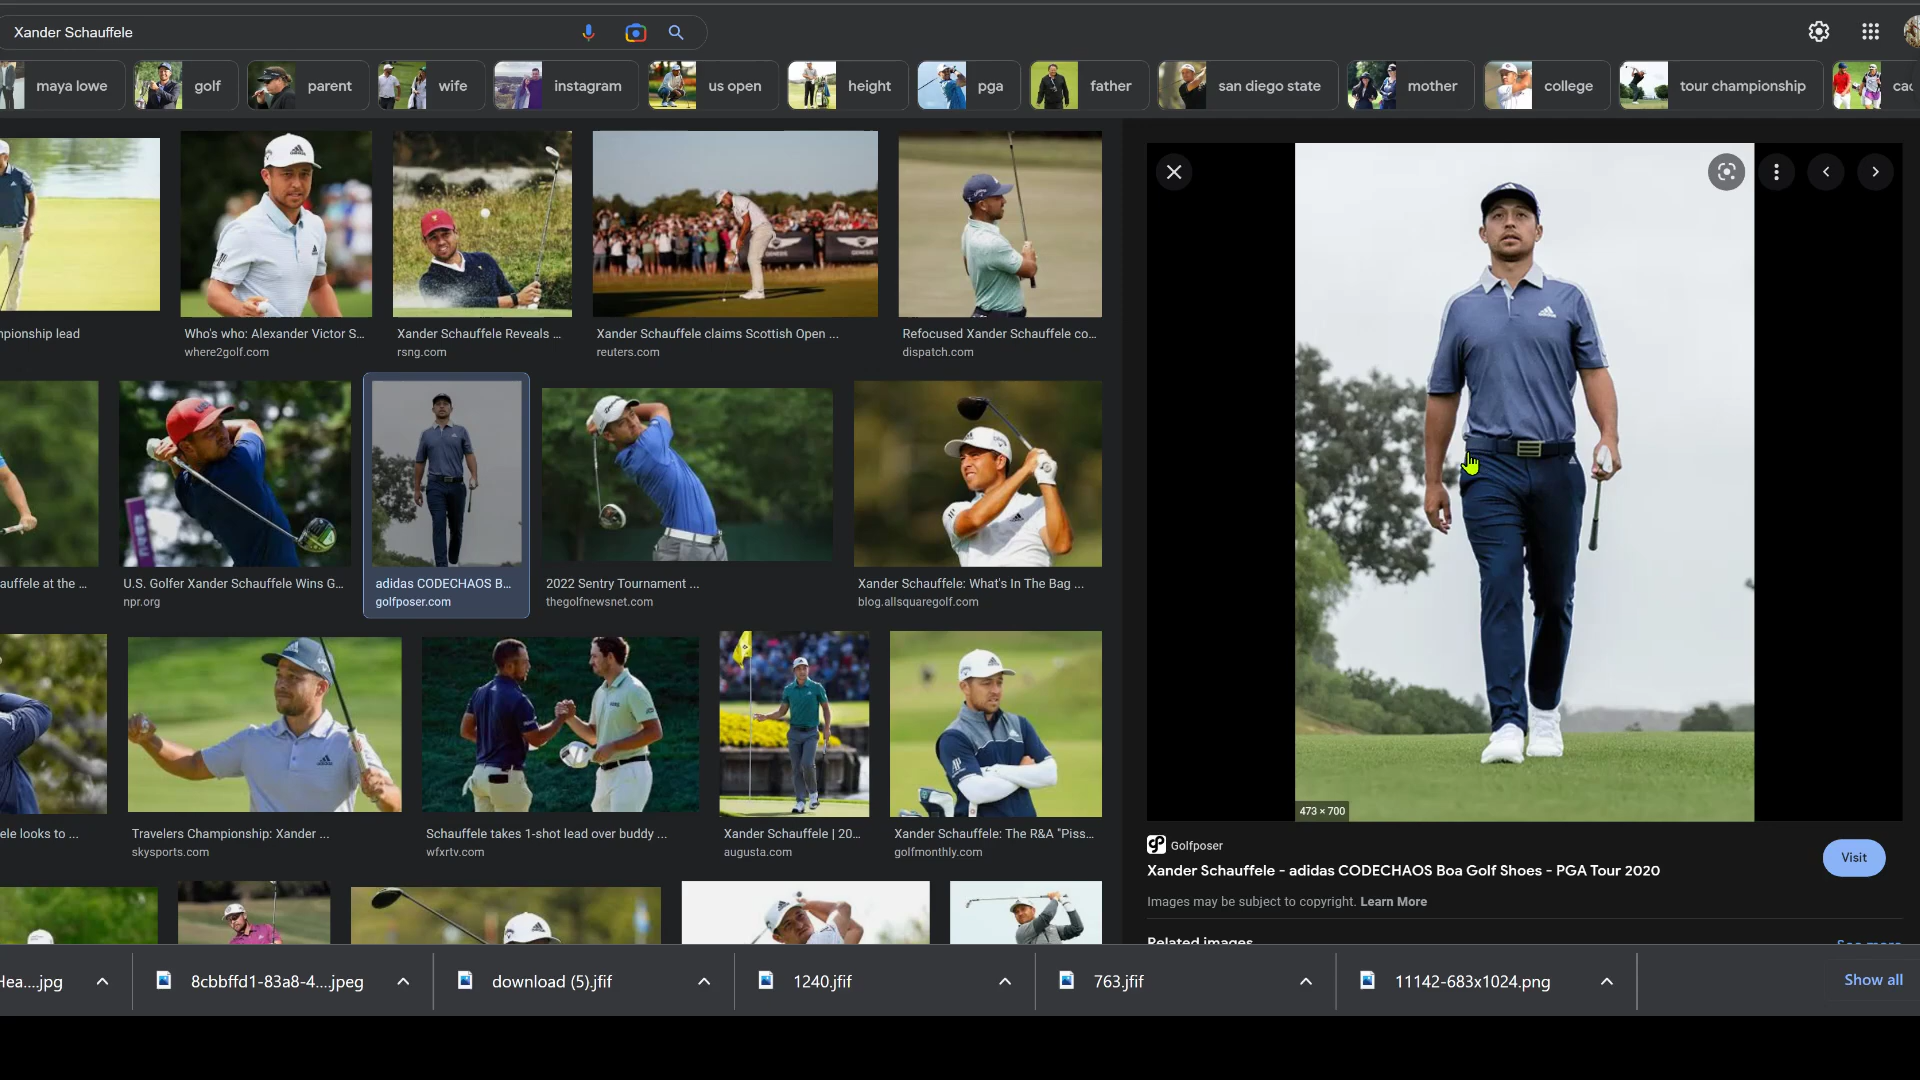 Xander Schauffele
maya lowe
golf
parent
wife
instagram
us open
height
pga
father
san diego state
mother
college
tour championship
npionship lead
Who's who: Alexander Victor S...
where2golf.com
Xander Schauffele Reveals ...
rsng.com
Xander Schauffele claims Scottish Open ...
reuters.com
Refocused Xander Schauffele co...
dispatch.com
auffele at the ...
U.S. Golfer Xander Schauffele Wins G...
npr.org
adidas CODECHAOS B...
golfposer.com
2022 Sentry Tournament ...
thegolfnewsnet.com
Xander Schauffele: What's In The Bag ...
blog.allsquaregolf.com
ele looks to ...
Travelers Championship: Xander ...
skysports.com
Schauffele takes 1-shot lead over buddy ...
wfxrtv.com
Xander Schauffele | 20...
augusta.com
Xander Schauffele: The R&A "Piss...
golfmonthly.com
473 × 700
Golfposer
Xander Schauffele - adidas CODECHAOS Boa Golf Shoes - PGA Tour 2020
Visit
Images may be subject to copyright. Learn More
Related images
See more
Hea....jpg
8cbbffd1-83a8-4....jpeg
download (5).jfif
1240.jfif
763.jfif
11142-683x1024.png
Show all